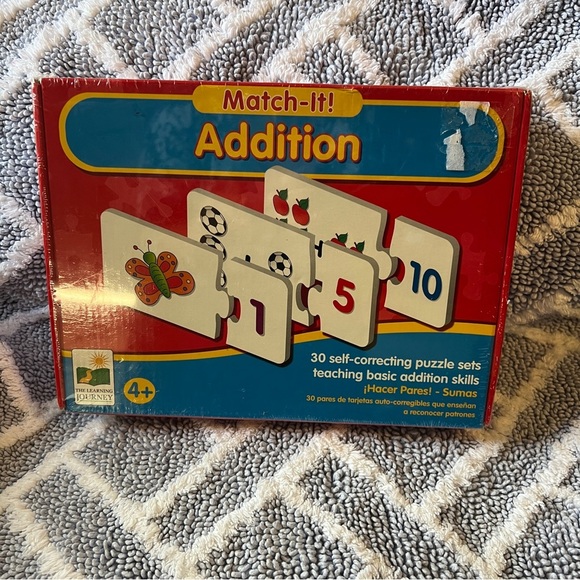 Match-It!
Addition
10
5
1
30 self-correcting puzzle sets
teaching basic addition skills
¡Hacer Pares! - Sumas
30 pares de tarjetas auto-corregibles que enseñan
a reconocer patrones
THE LEARNING
JOURNEY
4+